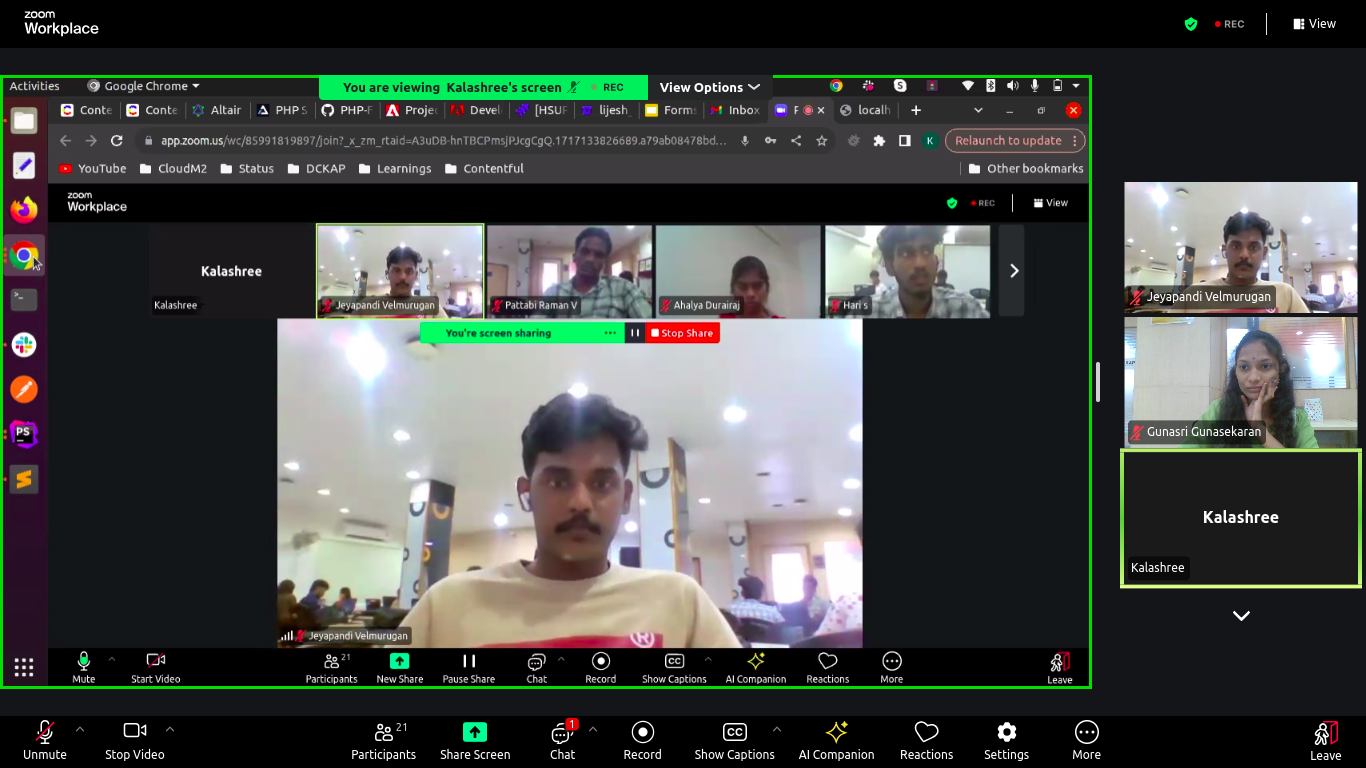 zoom
Workplace
REC
View
Activities
Google Chrome
You are viewing Kalashree's screen
REC
View Options
Conte
Conte
Altair
PHP S
PHP-F
Projec
Devel
[HSUF
lijesh_
Form
Inbox
F
localh
app.zoom.us/wc/85991819897/join?_x_zm_rtaid=A3uDB-hnTBCPmsJPJcgCgQ.1717133826689.a79ab08478bd...
K
Relaunch to update
YouTube
CloudM2
Status
DCKAP
Learnings
Contentful
Other bookmarks
zoom
Workplace
REC
View
Kalashree
Kalashree
Jeyapandi Velmurugan
Pattabi Raman V
Ahalya Durairaj
Hari s
You're screen sharing
Stop Share
Jeyapandi Velmurugan
Mute
Start Video
21
Participants
New Share
Pause Share
Chat
Record
CC
Show Captions
AI Companion
Reactions
More
Leave
PS
Jeyapandi Velmurugan
Gunasri Gunasekaran
Kalashree
Kalashree
Unmute
Stop Video
21
Participants
Share Screen
1
Chat
Record
CC
Show Captions
AI Companion
Reactions
Settings
More
Leave